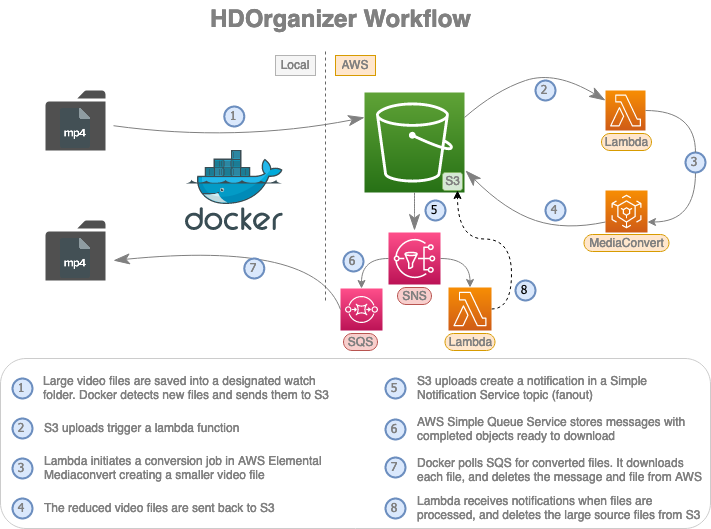 HDOrganizer Workflow
Local
AWS
mp4
1
2
Lambda
3
S3
docker
4
MediaConvert
5
mp4
7
6
SNS
8
SQS
Lambda
1 Large video files are saved into a designated watch
folder. Docker detects new files and sends them to S3
2 S3 uploads trigger a lambda function
3 Lambda initiates a conversion job in AWS Elemental
Mediaconvert creating a smaller video file
4 The reduced video files are sent back to S3
5 S3 uploads create a notification in a Simple
Notification Service topic (fanout)
6 AWS Simple Queue Service stores messages with
completed objects ready to download
7 Docker polls SQS for converted files. It downloads
each file, and deletes the message and file from AWS
8 Lambda receives notifications when files are
processed, and deletes the large source files from S3